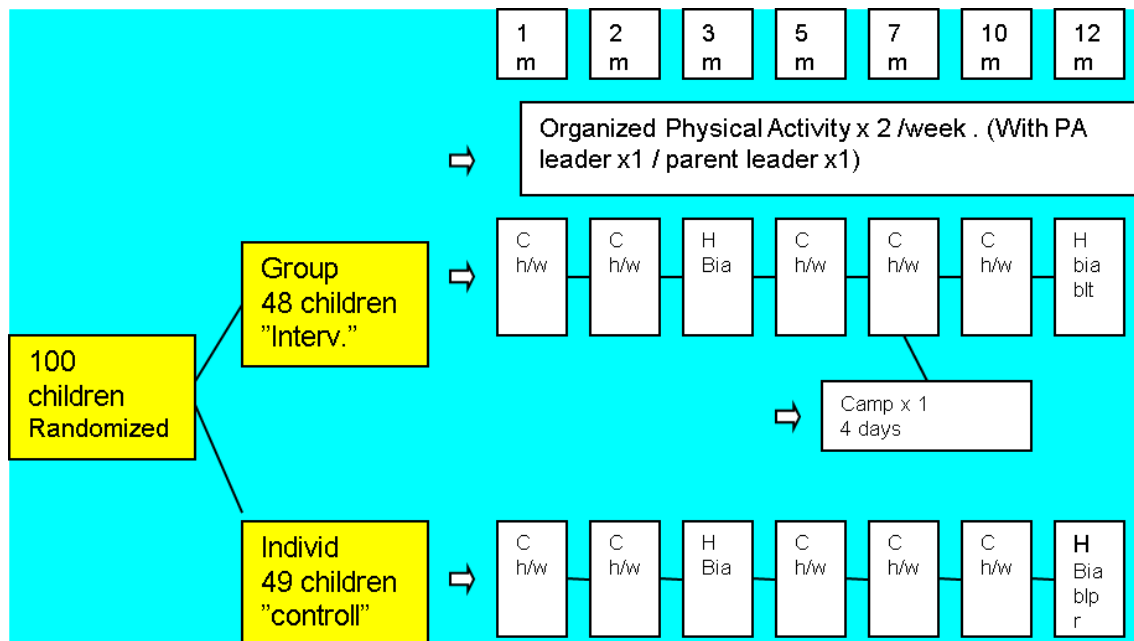 1
m
2
m
3
m
5
m
7
m
10
m
12
m
Organized Physical Activity x 2 /week . (With PA
leader x1 / parent leader x1)
Group
48 children
”Interv.”
C
h/w
C
h/w
H
Bia
C
h/w
C
h/w
C
h/w
H
bia
blt
100
children
Randomized
Camp x 1
4 days
Individ
49 children
”controll”
C
h/w
C
h/w
H
Bia
C
h/w
C
h/w
C
h/w
H
Bia
blp
r